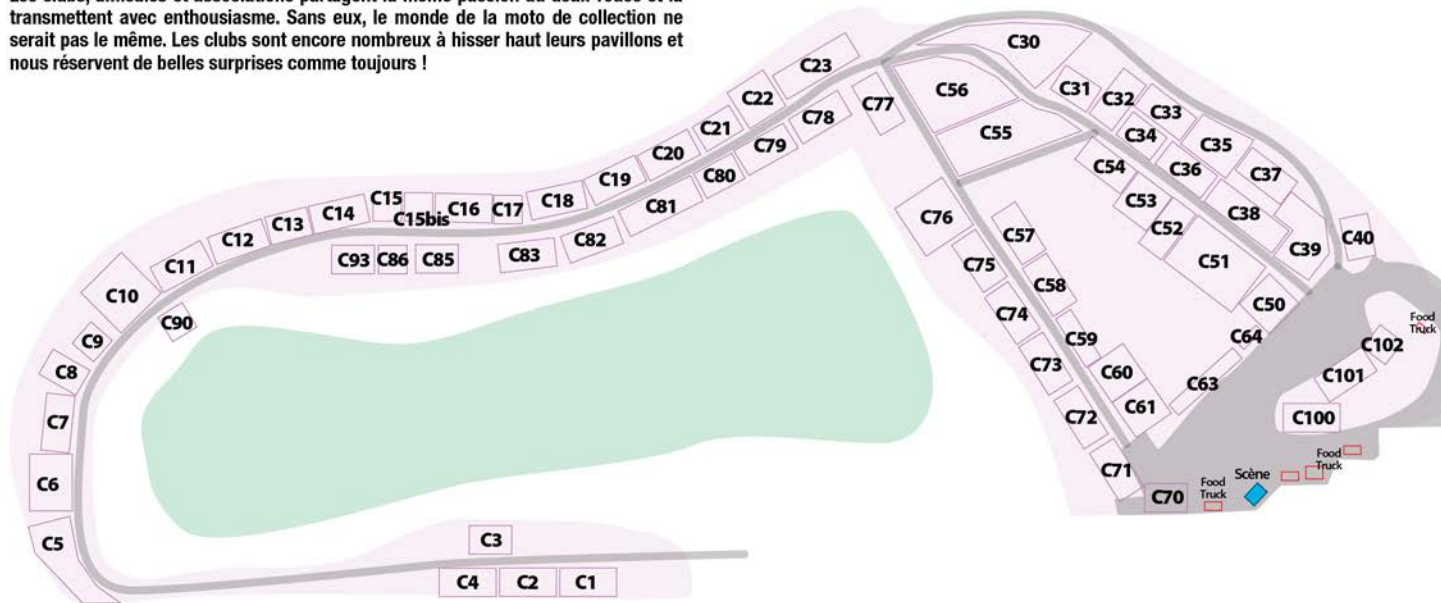 transmettent avec enthousiasme. Sans eux, le monde de la moto de collection ne
serait pas le même. Les clubs sont encore nombreux à hisser haut leurs pavillons et
nous réservent de belles surprises comme toujours !
C30
C23
C22
C77
C56
C31
C32
C33
C21
C78
C55
C34
C35
C20
C79
C54
C36
C37
C19
C80
C53
C38
C15
C18
C81
C52
C39
C40
C14
C15bis
C16
C17
C76
C57
C51
C13
C12
C82
C11
C93
C86
C85
C83
C75
C58
C50
C10
C90
C74
C59
C64
Food
Truck
C9
C102
C8
C73
C60
C63
C101
C7
C72
C61
C100
C6
C71
Food
Truck
C70
Food
Truck
Scène
C5
C3
C4
C2
C1